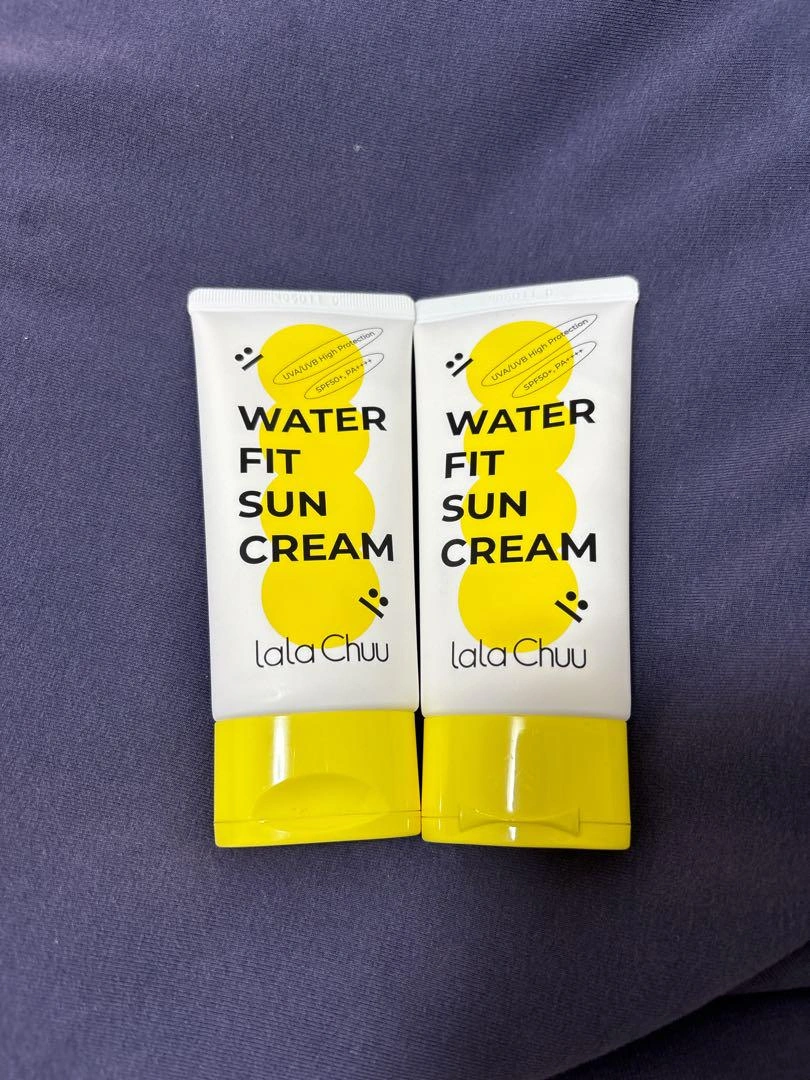 UVA/UVB High Protection
SPF50+, PA++++
WATER
FIT
SUN
CREAM
lala Chuu
UVA/UVB High Protection
SPF50+, PA++++
WATER
FIT
SUN
CREAM
lala Chuu